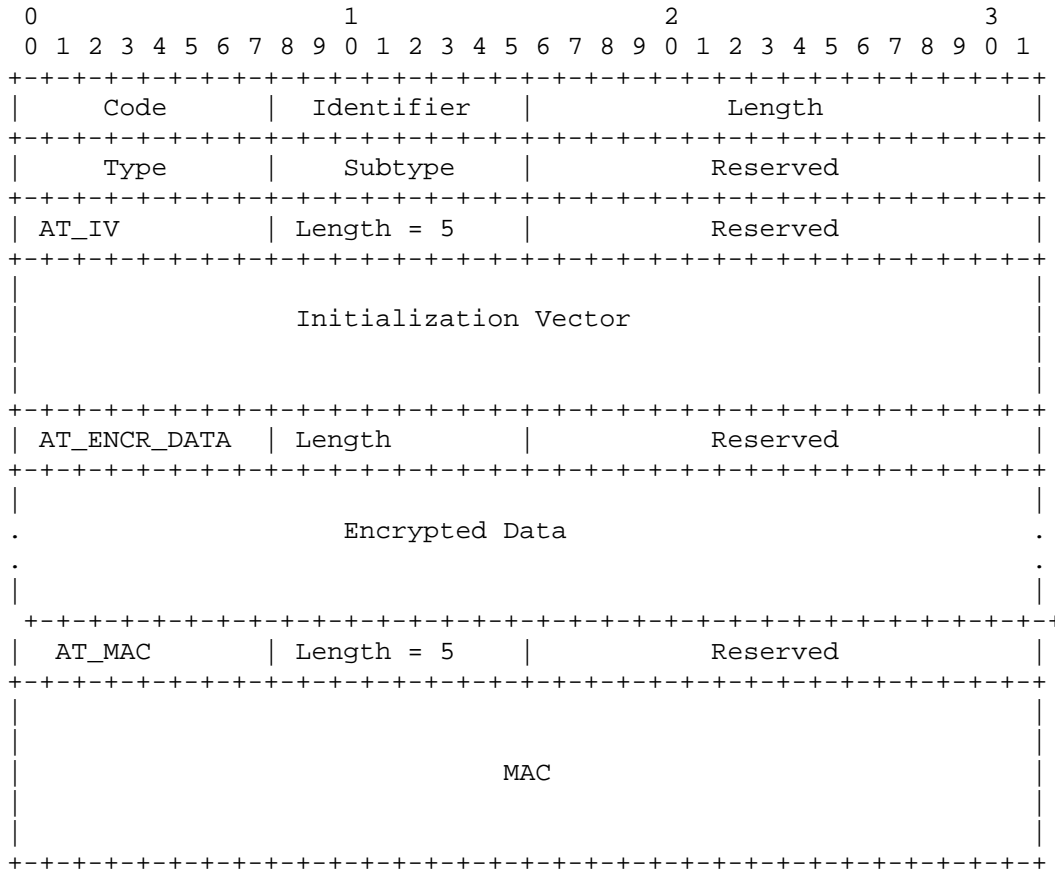 0                   1                   2                   3
 0 1 2 3 4 5 6 7 8 9 0 1 2 3 4 5 6 7 8 9 0 1 2 3 4 5 6 7 8 9 0 1
+-+-+-+-+-+-+-+-+-+-+-+-+-+-+-+-+-+-+-+-+-+-+-+-+-+-+-+-+-+-+-+-+
|     Code      |  Identifier   |            Length             |
+-+-+-+-+-+-+-+-+-+-+-+-+-+-+-+-+-+-+-+-+-+-+-+-+-+-+-+-+-+-+-+-+
|     Type      |    Subtype    |           Reserved            |
+-+-+-+-+-+-+-+-+-+-+-+-+-+-+-+-+-+-+-+-+-+-+-+-+-+-+-+-+-+-+-+-+
| AT_IV         | Length = 5    |           Reserved            |
+-+-+-+-+-+-+-+-+-+-+-+-+-+-+-+-+-+-+-+-+-+-+-+-+-+-+-+-+-+-+-+-+
|                                                               |
|                 Initialization Vector                         |
|                                                               |
|                                                               |
+-+-+-+-+-+-+-+-+-+-+-+-+-+-+-+-+-+-+-+-+-+-+-+-+-+-+-+-+-+-+-+-+
| AT_ENCR_DATA  | Length        |           Reserved            |
+-+-+-+-+-+-+-+-+-+-+-+-+-+-+-+-+-+-+-+-+-+-+-+-+-+-+-+-+-+-+-+-+
|                                                               |
.                    Encrypted Data                             .
.                                                               .
|                                                               |
 +-+-+-+-+-+-+-+-+-+-+-+-+-+-+-+-+-+-+-+-+-+-+-+-+-+-+-+-+-+-+-+-+
|  AT_MAC       | Length = 5    |           Reserved            |
+-+-+-+-+-+-+-+-+-+-+-+-+-+-+-+-+-+-+-+-+-+-+-+-+-+-+-+-+-+-+-+-+
|                                                               |
|                                                               |
|                              MAC                              |
|                                                               |
|                                                               |
+-+-+-+-+-+-+-+-+-+-+-+-+-+-+-+-+-+-+-+-+-+-+-+-+-+-+-+-+-+-+-+-+